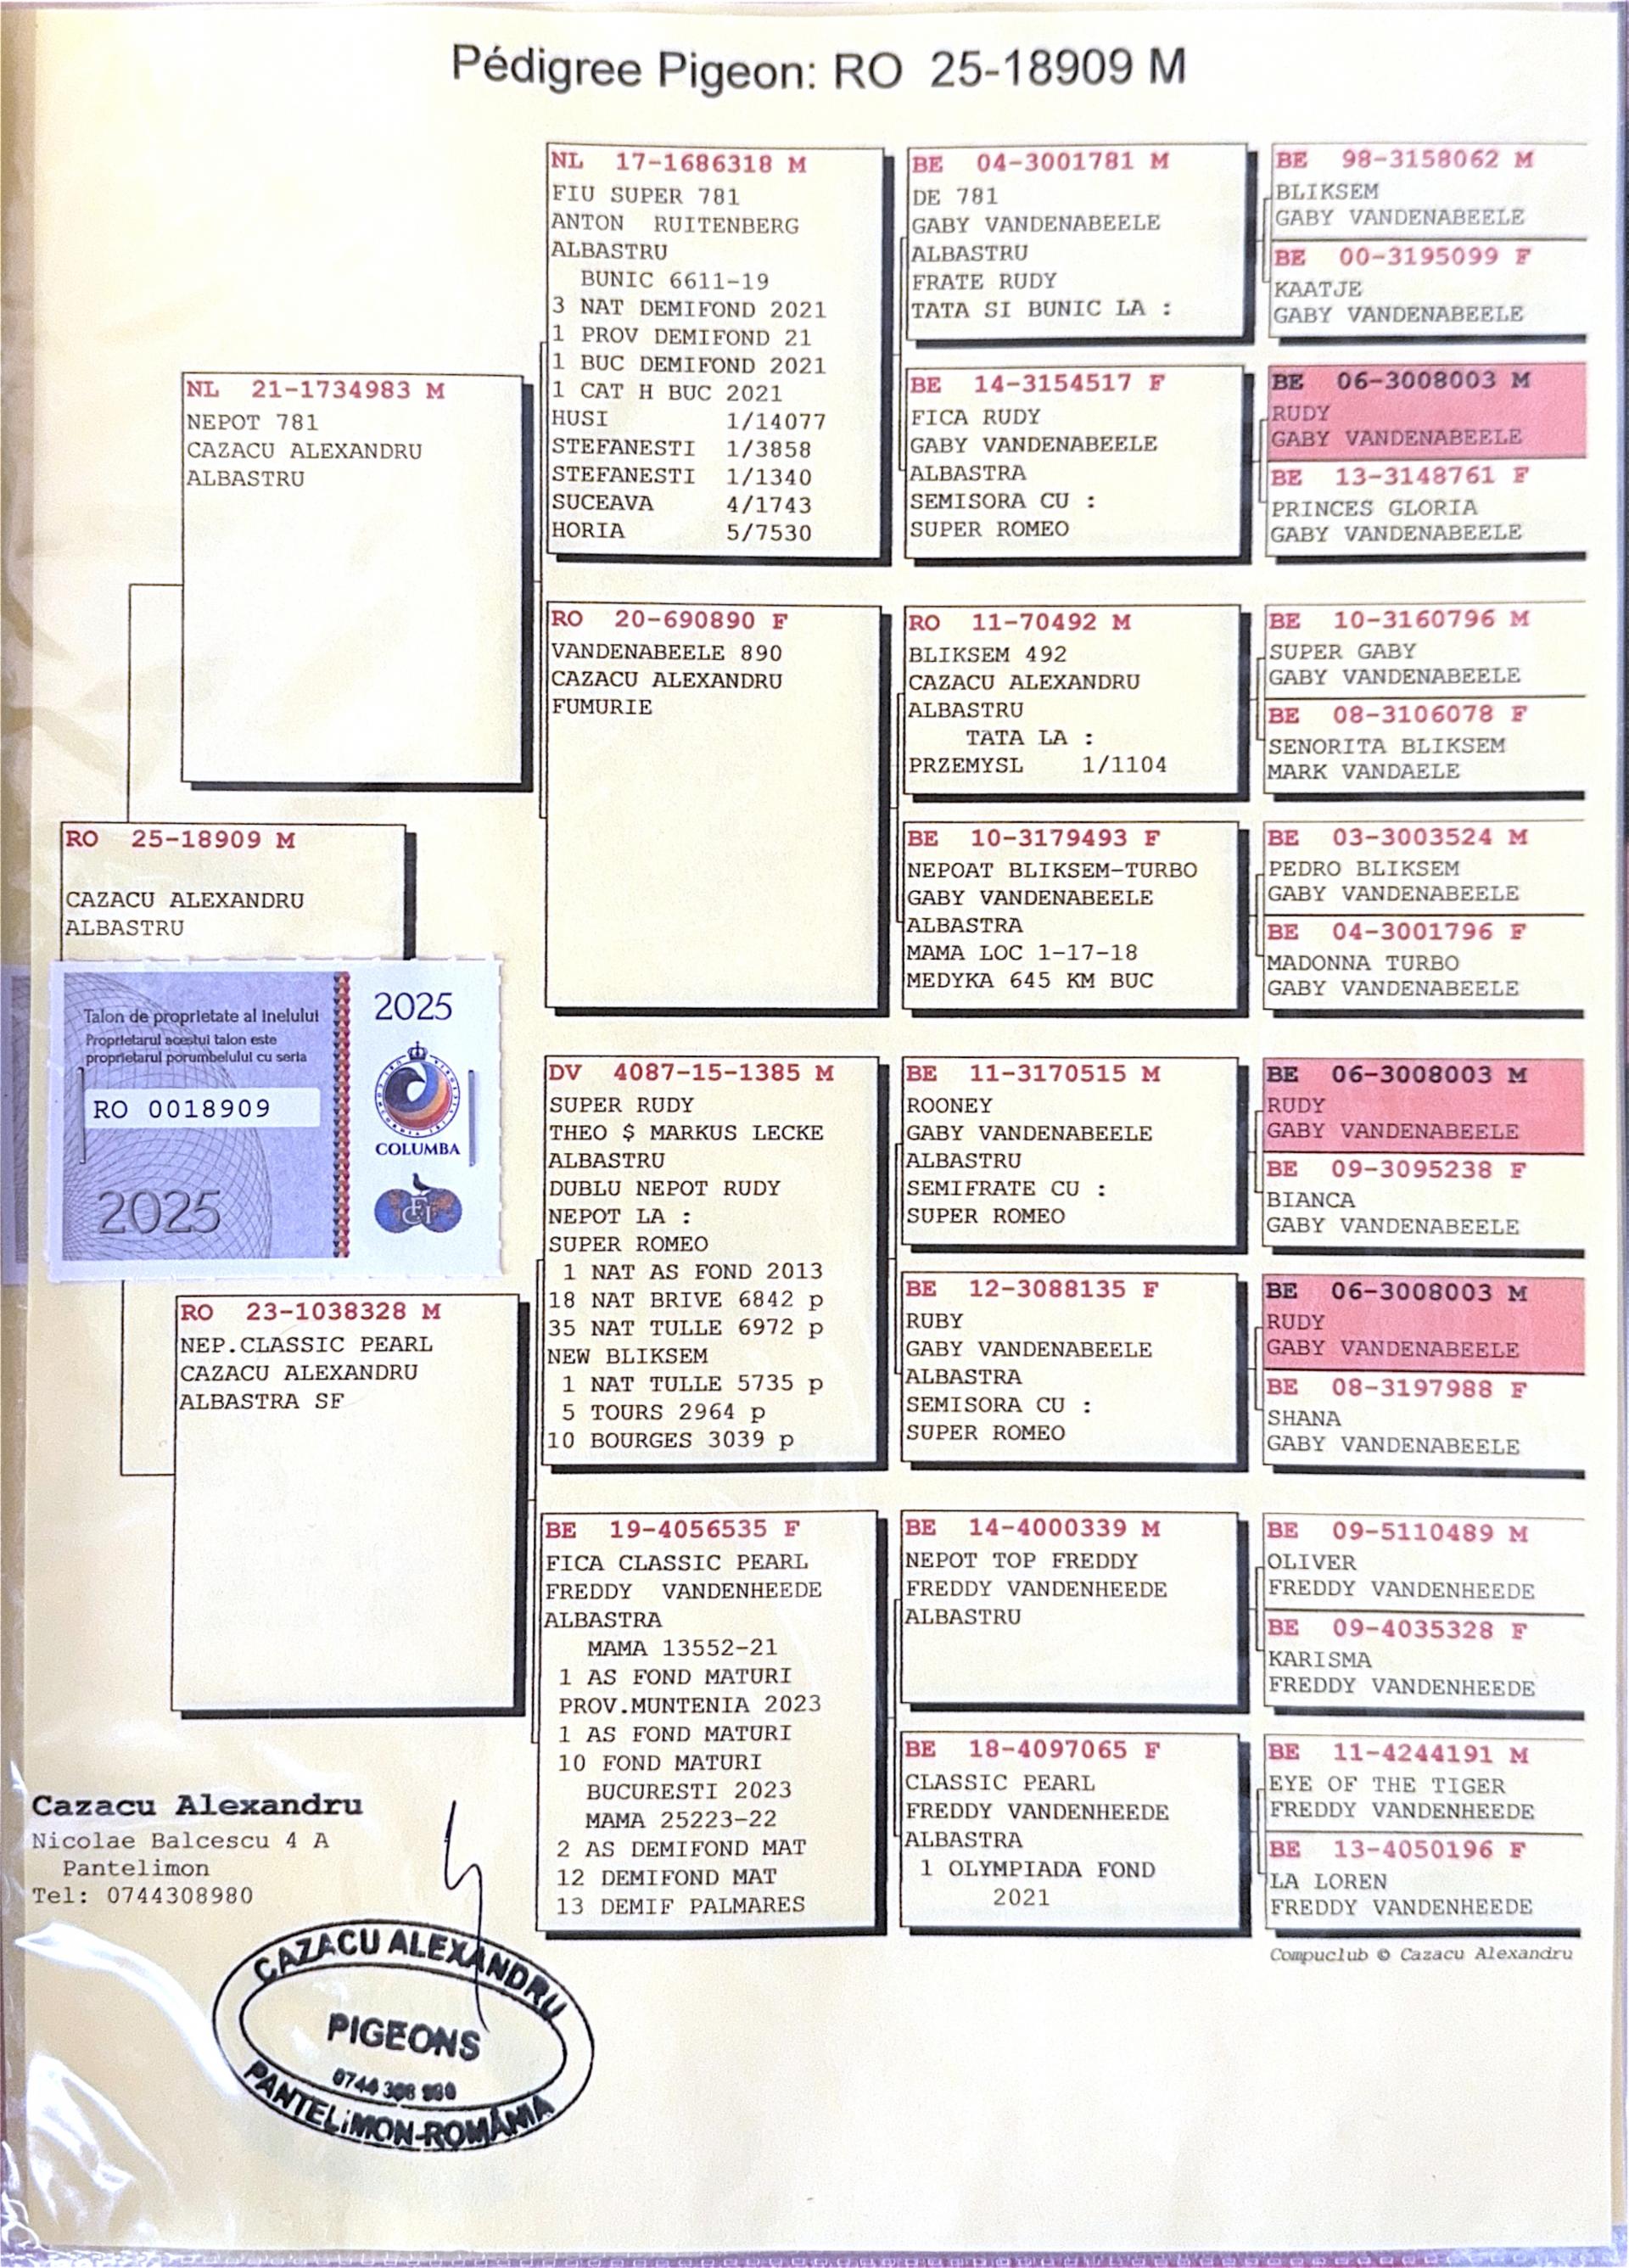 Pédigree Pigeon: RO 25-18909 M
RO 25-18909 M
CAZACU ALEXANDRU
ALBASTRU
Talon de proprietate al inelului
Proprietarul acestui talon este
proprietarul porumbelului cu seria
RO 0018909
2025
2025
COLUMBA
FCI
NL 21-1734983 M
NEPOT 781
CAZACU ALEXANDRU
ALBASTRU
RO 23-1038328 M
NEP.CLASSIC PEARL
CAZACU ALEXANDRU
ALBASTRA SF
NL 17-1686318 M
FIU SUPER 781
ANTON RUITENBERG
ALBASTRU
BUNIC 6611-19
3 NAT DEMIFOND 2021
1 PROV DEMIFOND 21
1 BUC DEMIFOND 2021
1 CAT H BUC 2021
HUSI 1/14077
STEFANESTI 1/3858
STEFANESTI 1/1340
SUCEAVA 4/1743
HORIA 5/7530
RO 20-690890 F
VANDENABEELE 890
CAZACU ALEXANDRU
FUMURIE
DV 4087-15-1385 M
SUPER RUDY
THEO $ MARKUS LECKE
ALBASTRU
DUBLU NEPOT RUDY
NEPOT LA :
SUPER ROMEO
1 NAT AS FOND 2013
18 NAT BRIVE 6842 p
35 NAT TULLE 6972 p
NEW BLIKSEM
1 NAT TULLE 5735 p
5 TOURS 2964 p
10 BOURGES 3039 p
BE 19-4056535 F
FICA CLASSIC PEARL
FREDDY VANDENHEEDE
ALBASTRA
MAMA 13552-21
1 AS FOND MATURI
PROV.MUNTENIA 2023
1 AS FOND MATURI
10 FOND MATURI
BUCURESTI 2023
MAMA 25223-22
2 AS DEMIFOND MAT
12 DEMIFOND MAT
13 DEMIF PALMARES
BE 04-3001781 M
DE 781
GABY VANDENABEELE
ALBASTRU
FRATE RUDY
TATA SI BUNIC LA :
BE 14-3154517 F
FICA RUDY
GABY VANDENABEELE
ALBASTRA
SEMISORA CU :
SUPER ROMEO
RO 11-70492 M
BLIKSEM 492
CAZACU ALEXANDRU
ALBASTRU
TATA LA :
PRZEMYSL 1/1104
BE 10-3179493 F
NEPOAT BLIKSEM-TURBO
GABY VANDENABEELE
ALBASTRA
MAMA LOC 1-17-18
MEDYKA 645 KM BUC
BE 11-3170515 M
ROONEY
GABY VANDENABEELE
ALBASTRU
SEMIFRATE CU :
SUPER ROMEO
BE 12-3088135 F
RUBY
GABY VANDENABEELE
ALBASTRA
SEMISORA CU :
SUPER ROMEO
BE 14-4000339 M
NEPOT TOP FREDDY
FREDDY VANDENHEEDE
ALBASTRU
BE 18-4097065 F
CLASSIC PEARL
FREDDY VANDENHEEDE
ALBASTRA
1 OLYMPIADA FOND
2021
BE 98-3158062 M
BLIKSEM
GABY VANDENABEELE
BE 00-3195099 F
KAATJE
GABY VANDENABEELE
BE 06-3008003 M
RUDY
GABY VANDENABEELE
BE 13-3148761 F
PRINCES GLORIA
GABY VANDENABEELE
BE 10-3160796 M
SUPER GABY
GABY VANDENABEELE
BE 08-3106078 F
SENORITA BLIKSEM
MARK VANDAELE
BE 03-3003524 M
PEDRO BLIKSEM
GABY VANDENABEELE
BE 04-3001796 F
MADONNA TURBO
GABY VANDENABEELE
BE 06-3008003 M
RUDY
GABY VANDENABEELE
BE 09-3095238 F
BIANCA
GABY VANDENABEELE
BE 06-3008003 M
RUDY
GABY VANDENABEELE
BE 08-3197988 F
SHANA
GABY VANDENABEELE
BE 09-5110489 M
OLIVER
FREDDY VANDENHEEDE
BE 09-4035328 F
KARISMA
FREDDY VANDENHEEDE
BE 11-4244191 M
EYE OF THE TIGER
FREDDY VANDENHEEDE
BE 13-4050196 F
LA LOREN
FREDDY VANDENHEEDE
Compuclub © Cazacu Alexandru
Cazacu Alexandru
Nicolae Balcescu 4 A
Pantelimon
Tel: 0744308980
CAZACU ALEXANDRU
PIGEONS
0744 308 980
PANTELIMON-ROMÂNIA